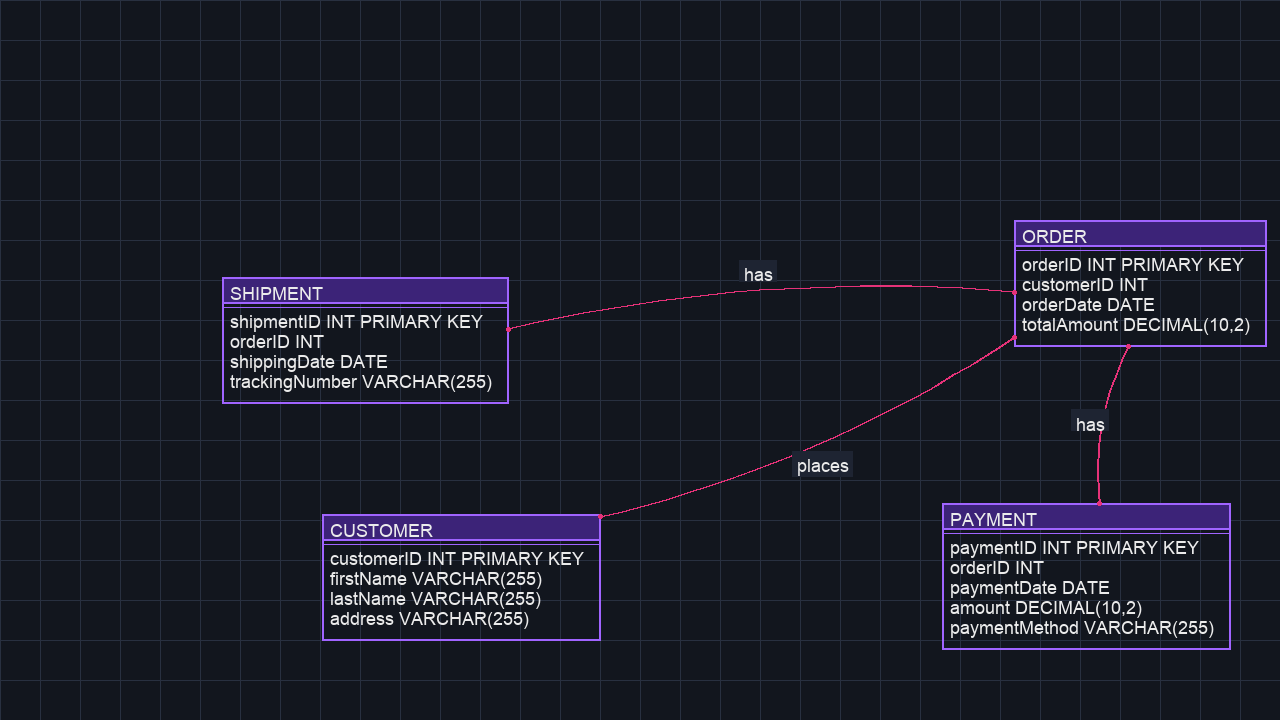 ORDER
orderID INT PRIMARY KEY
customerID INT
orderDate DATE
totalAmount DECIMAL(10,2)
has
SHIPMENT
shipmentID INT PRIMARY KEY
orderID INT
shippingDate DATE
trackingNumber VARCHAR(255)
has
places
CUSTOMER
customerID INT PRIMARY KEY
firstName VARCHAR(255)
lastName VARCHAR(255)
address VARCHAR(255)
PAYMENT
paymentID INT PRIMARY KEY
orderID INT
paymentDate DATE
amount DECIMAL(10,2)
paymentMethod VARCHAR(255)